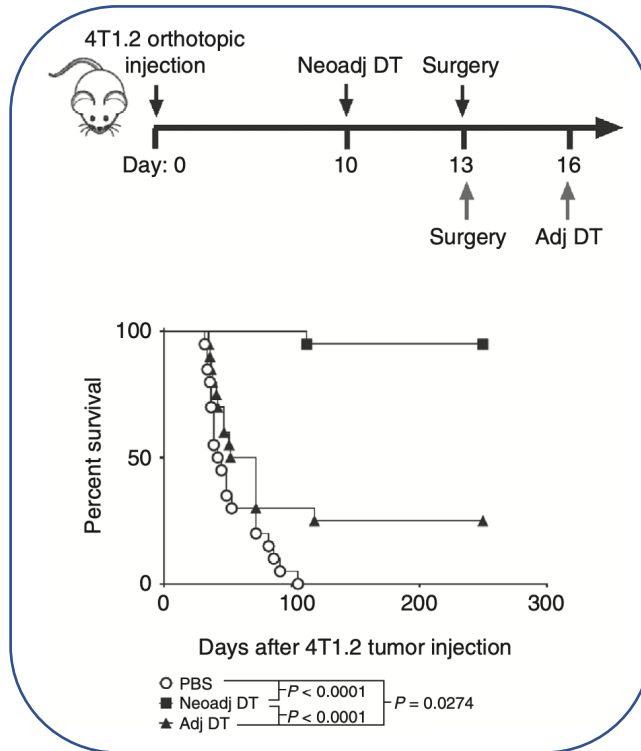 4T1.2 orthotopic
injection
Neoadj DT
Surgery
Day: 0
10
13
16
Surgery
Adj DT
100
50
0
Percent survival
0
100
200
300
Days after 4T1.2 tumor injection
PBS
Neoadj DT
Adj DT
P < 0.0001
P < 0.0001
P = 0.0274